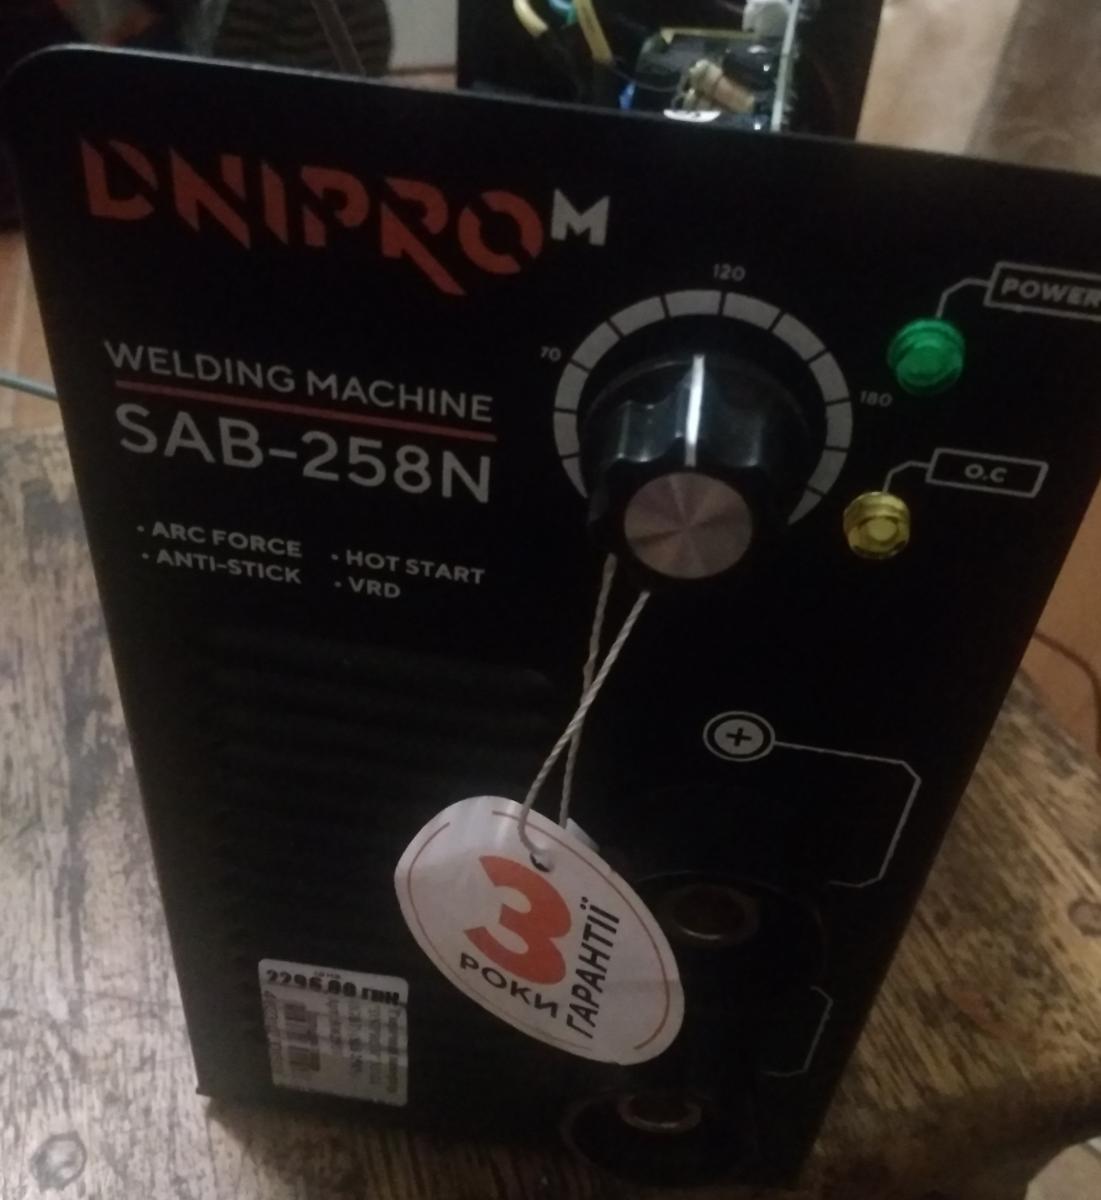 DNIPRO M
120
POWER
70
WELDING MACHINE
180
SAB-258N
O.C
• ARC FORCE • HOT START
• ANTI-STICK • VRD
+
3
РОКИ
ГАРАНТІЇ